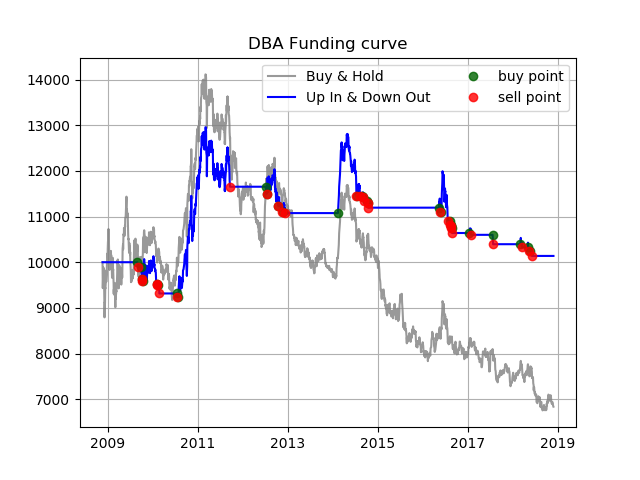 DBA Funding curve
Buy & Hold
Up In & Down Out
buy point
sell point
14000
13000
12000
11000
10000
9000
8000
7000
2009 2011 2013 2015 2017 2019